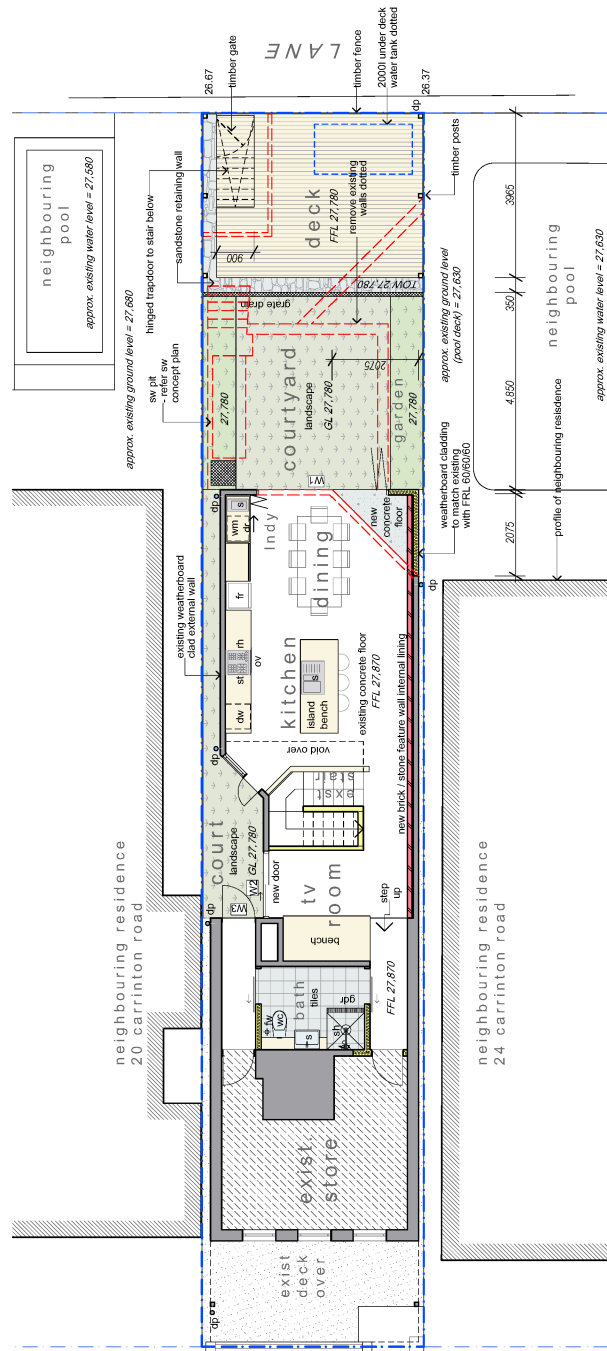 LANE
26.67
timber gate
timber fence
2000l under deck
water tank dotted
26.37
dp
neighbouring
pool
approx. existing water level = 27,580
hinged trapdoor to stair below
sandstone retaining wall
900
deck
FFL 27,780
remove existing
walls dotted
timber posts
3965
approx. existing ground level = 27,680
TOW 27,780
350
grate drain
approx. existing ground level
(pool deck) = 27,630
neighbouring
pool
approx. existing water level = 27,630
sw pit
- refer sw
concept plan
27,780
courtyard
landscape
GL 27,780
2075
garden
27,780
4,850
W1
dp
s
wm
dr
lndy
new
concrete
floor
weatherboard cladding
to match existing
with FRL 60/60/60
2075
profile of neighbouring resisdence
existing weatherboard
clad external wall
fr
dining
dp
rh
st
ov
dw
kitchen
s
island
bench
existing concrete floor
FFL 27,870
void over
dp
exist
stair
new brick / stone feature wall internal lining
court
landscape
GL 27,780
W2
W3
new door
dp
tv
room
bench
step
up
neighbouring residence
20 carrinton road
neighbouring residence
24 carrinton road
bath
tiles
fw
wc
s
sh
gdr
FFL 27,870
exist.
store
exist
deck
over
dp